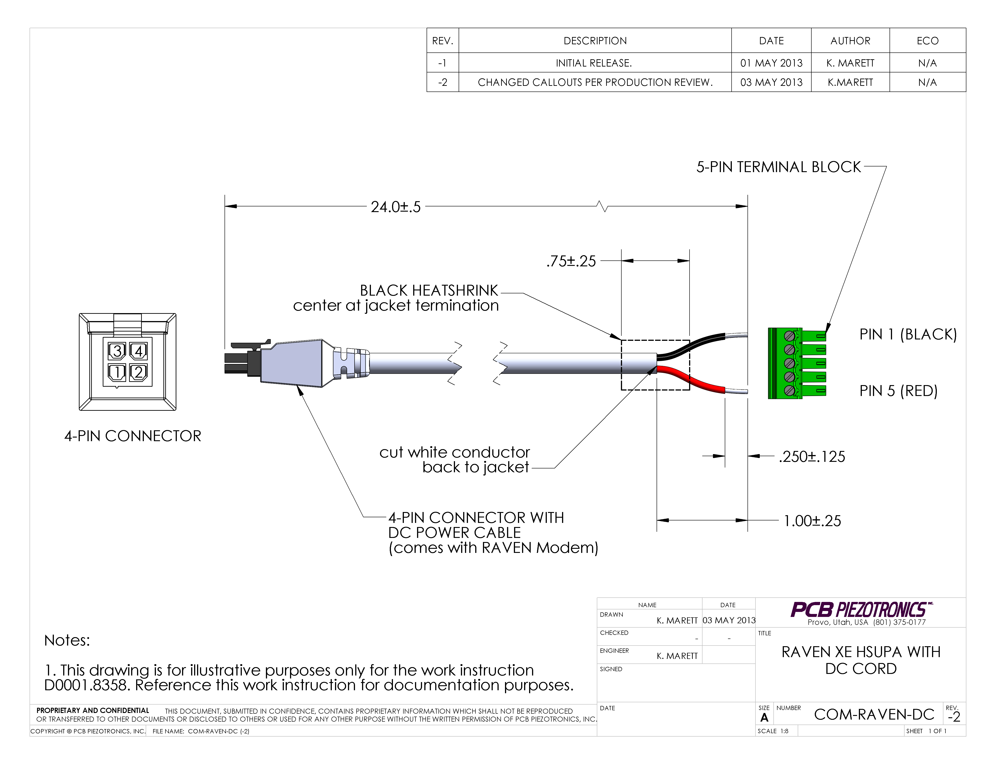 REV. DESCRIPTION DATE AUTHOR ECO
-1 INITIAL RELEASE. 01 MAY 2013 K. MARETT N/A
-2 CHANGED CALLOUTS PER PRODUCTION REVIEW. 03 MAY 2013 K.MARETT N/A
5-PIN TERMINAL BLOCK
24.0±.5
.75±.25
BLACK HEATSHRINK
center at jacket termination
PIN 1 (BLACK)
3 4
1 2
PIN 5 (RED)
4-PIN CONNECTOR
cut white conductor
back to jacket
.250±.125
4-PIN CONNECTOR WITH
DC POWER CABLE
(comes with RAVEN Modem)
1.00±.25
Notes:
1. This drawing is for illustrative purposes only for the work instruction
D0001.8358. Reference this work instruction for documentation purposes.
PROPRIETARY AND CONFIDENTIAL THIS DOCUMENT, SUBMITTED IN CONFIDENCE, CONTAINS PROPRIETARY INFORMATION WHICH SHALL NOT BE REPRODUCED
OR TRANSFERRED TO OTHER DOCUMENTS OR DISCLOSED TO OTHERS OR USED FOR ANY OTHER PURPOSE WITHOUT THE WRITTEN PERMISSION OF PCB PIEZOTRONICS, INC.
COPYRIGHT © PCB PIEZOTRONICS, INC. FILE NAME: COM-RAVEN-DC (-2)
NAME DATE
DRAWN K. MARETT 03 MAY 2013
CHECKED - -
ENGINEER K. MARETT
SIGNED
DATE
PCB PIEZOTRONICS INC.
Provo, Utah, USA (801) 375-0177
TITLE
RAVEN XE HSUPA WITH
DC CORD
SIZE NUMBER REV.
A COM-RAVEN-DC -2
SCALE 1:8 SHEET 1 OF 1